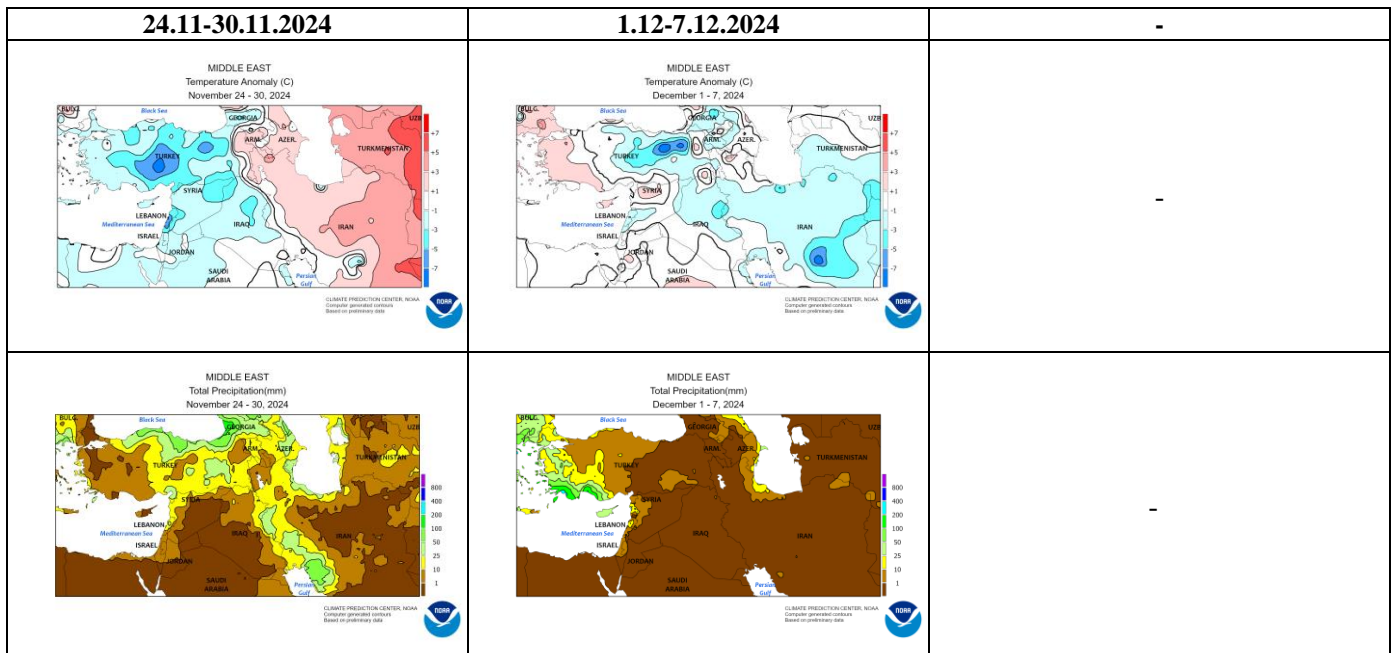 24.11-30.11.2024
1.12-7.12.2024
-
MIDDLE EAST
Temperature Anomaly (C)
November 24 - 30, 2024
BULG.
Black Sea
GEORGIA
UZB
ARM.
AZER.
TURKEY
TURKMENISTAN
SYRIA
LEBANON
Mediterranean Sea
ISRAEL
IRAQ
IRAN
JORDAN
SAUDI
ARABIA
Persian
Gulf
+7
+5
+3
+1
-1
-3
-5
-7
CLIMATE PREDICTION CENTER, NOAA
Computer generated contours
Based on preliminary data
NOAA
MIDDLE EAST
Temperature Anomaly (C)
December 1 - 7, 2024
BULG.
Black Sea
GEORGIA
UZB
ARM.
AZER.
TURKEY
TURKMENISTAN
SYRIA
LEBANON
Mediterranean Sea
ISRAEL
IRAQ
IRAN
JORDAN
SAUDI
ARABIA
Persian
Gulf
+7
+5
+3
+1
-1
-3
-5
-7
CLIMATE PREDICTION CENTER, NOAA
Computer generated contours
Based on preliminary data
NOAA
-
MIDDLE EAST
Total Precipitation(mm)
November 24 - 30, 2024
BULG.
Black Sea
GEORGIA
UZB
ARM.
AZER.
TURKEY
TURKMENISTAN
SYRIA
LEBANON
Mediterranean Sea
ISRAEL
IRAQ
IRAN
JORDAN
SAUDI
ARABIA
Persian
Gulf
800
400
200
100
50
25
10
1
CLIMATE PREDICTION CENTER, NOAA
Computer generated contours
Based on preliminary data
NOAA
MIDDLE EAST
Total Precipitation(mm)
December 1 - 7, 2024
BULG.
Black Sea
GEORGIA
UZB
ARM.
AZER.
TURKEY
TURKMENISTAN
SYRIA
LEBANON
Mediterranean Sea
ISRAEL
IRAQ
IRAN
JORDAN
SAUDI
ARABIA
Persian
Gulf
800
400
200
100
50
25
10
1
CLIMATE PREDICTION CENTER, NOAA
Computer generated contours
Based on preliminary data
NOAA
-